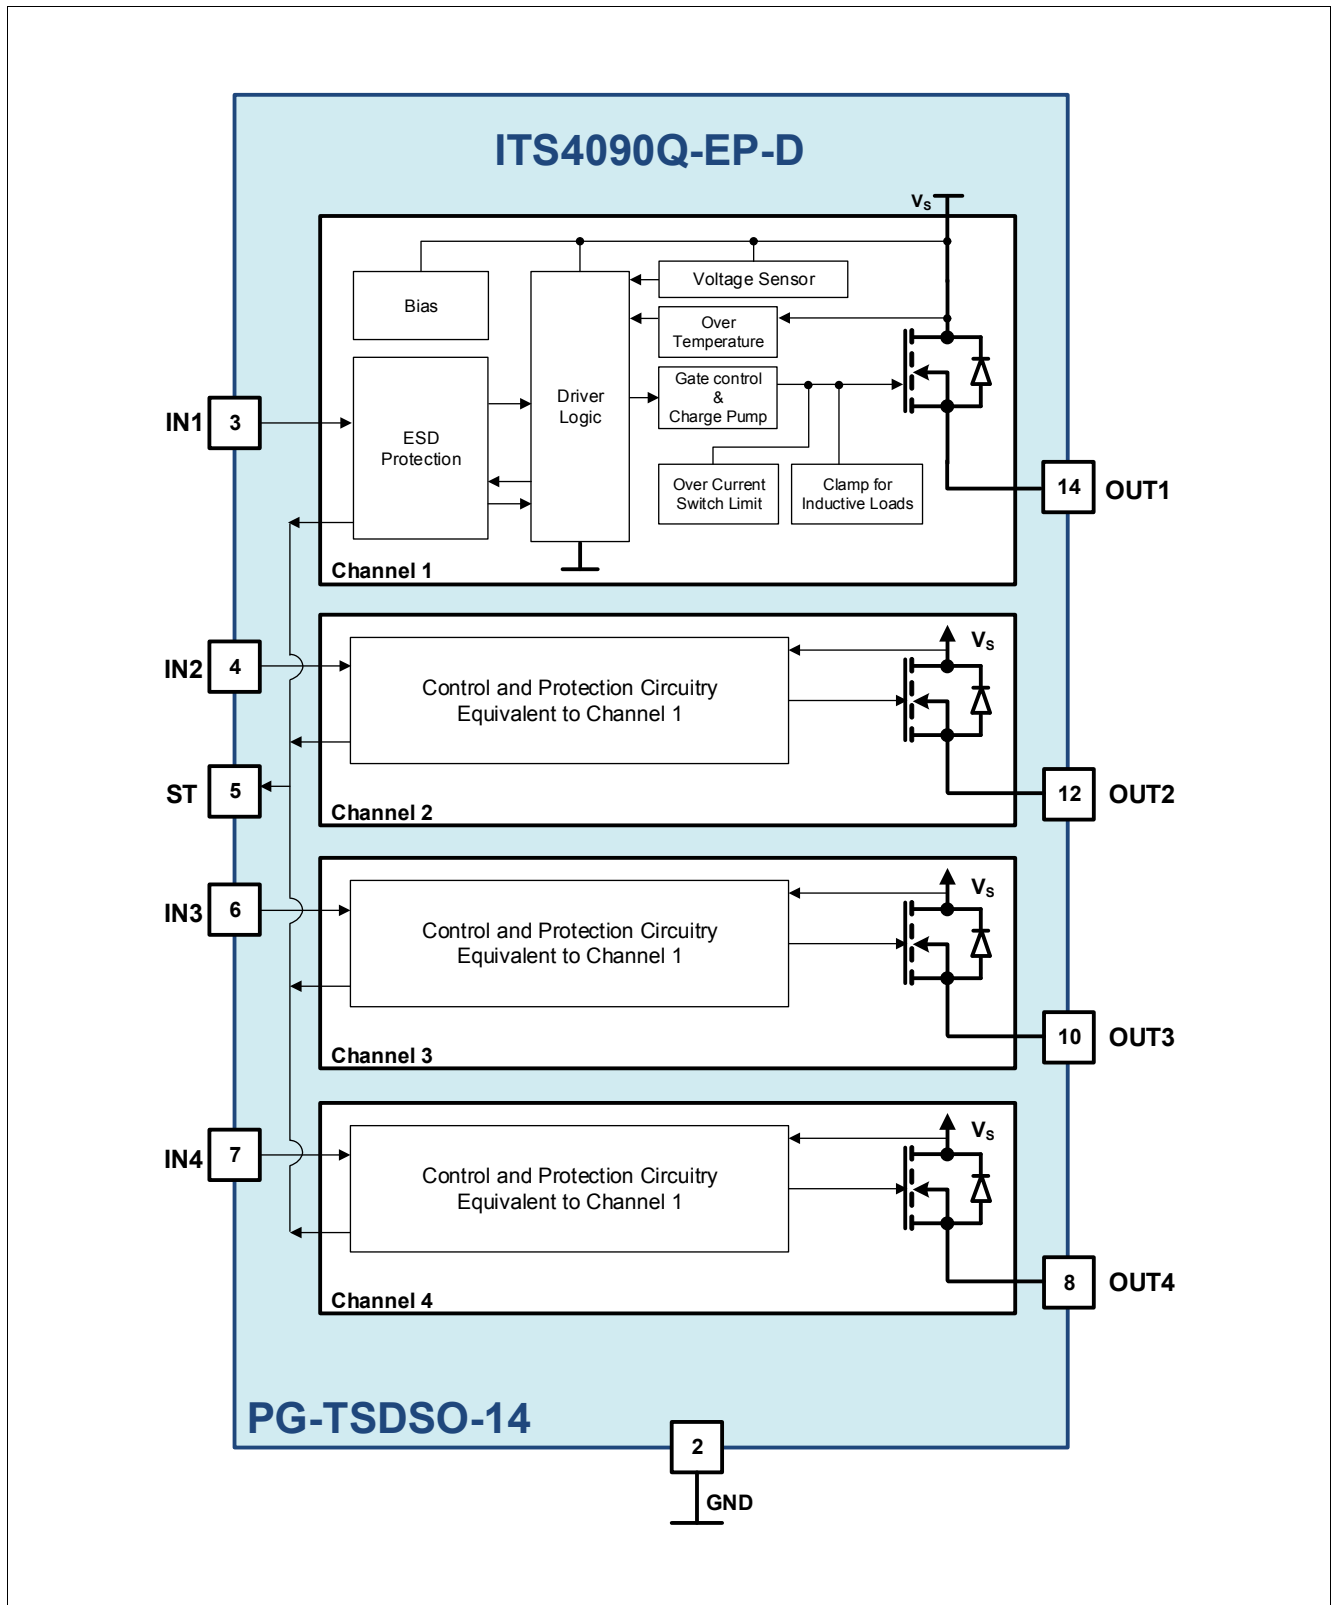 ITS4090Q-EP-D
VS
Bias
Voltage Sensor
Over
Temperature
Driver
Logic
Gate control
&
Charge Pump
IN1
3
ESD
Protection
Over Current
Switch Limit
Clamp for
Inductive Loads
14
OUT1
Channel 1
IN2
4
Control and Protection Circuitry
Equivalent to Channel 1
VS
ST
5
12
OUT2
Channel 2
IN3
6
Control and Protection Circuitry
Equivalent to Channel 1
VS
10
OUT3
Channel 3
IN4
7
Control and Protection Circuitry
Equivalent to Channel 1
VS
8
OUT4
Channel 4
PG-TSDSO-14
2
GND